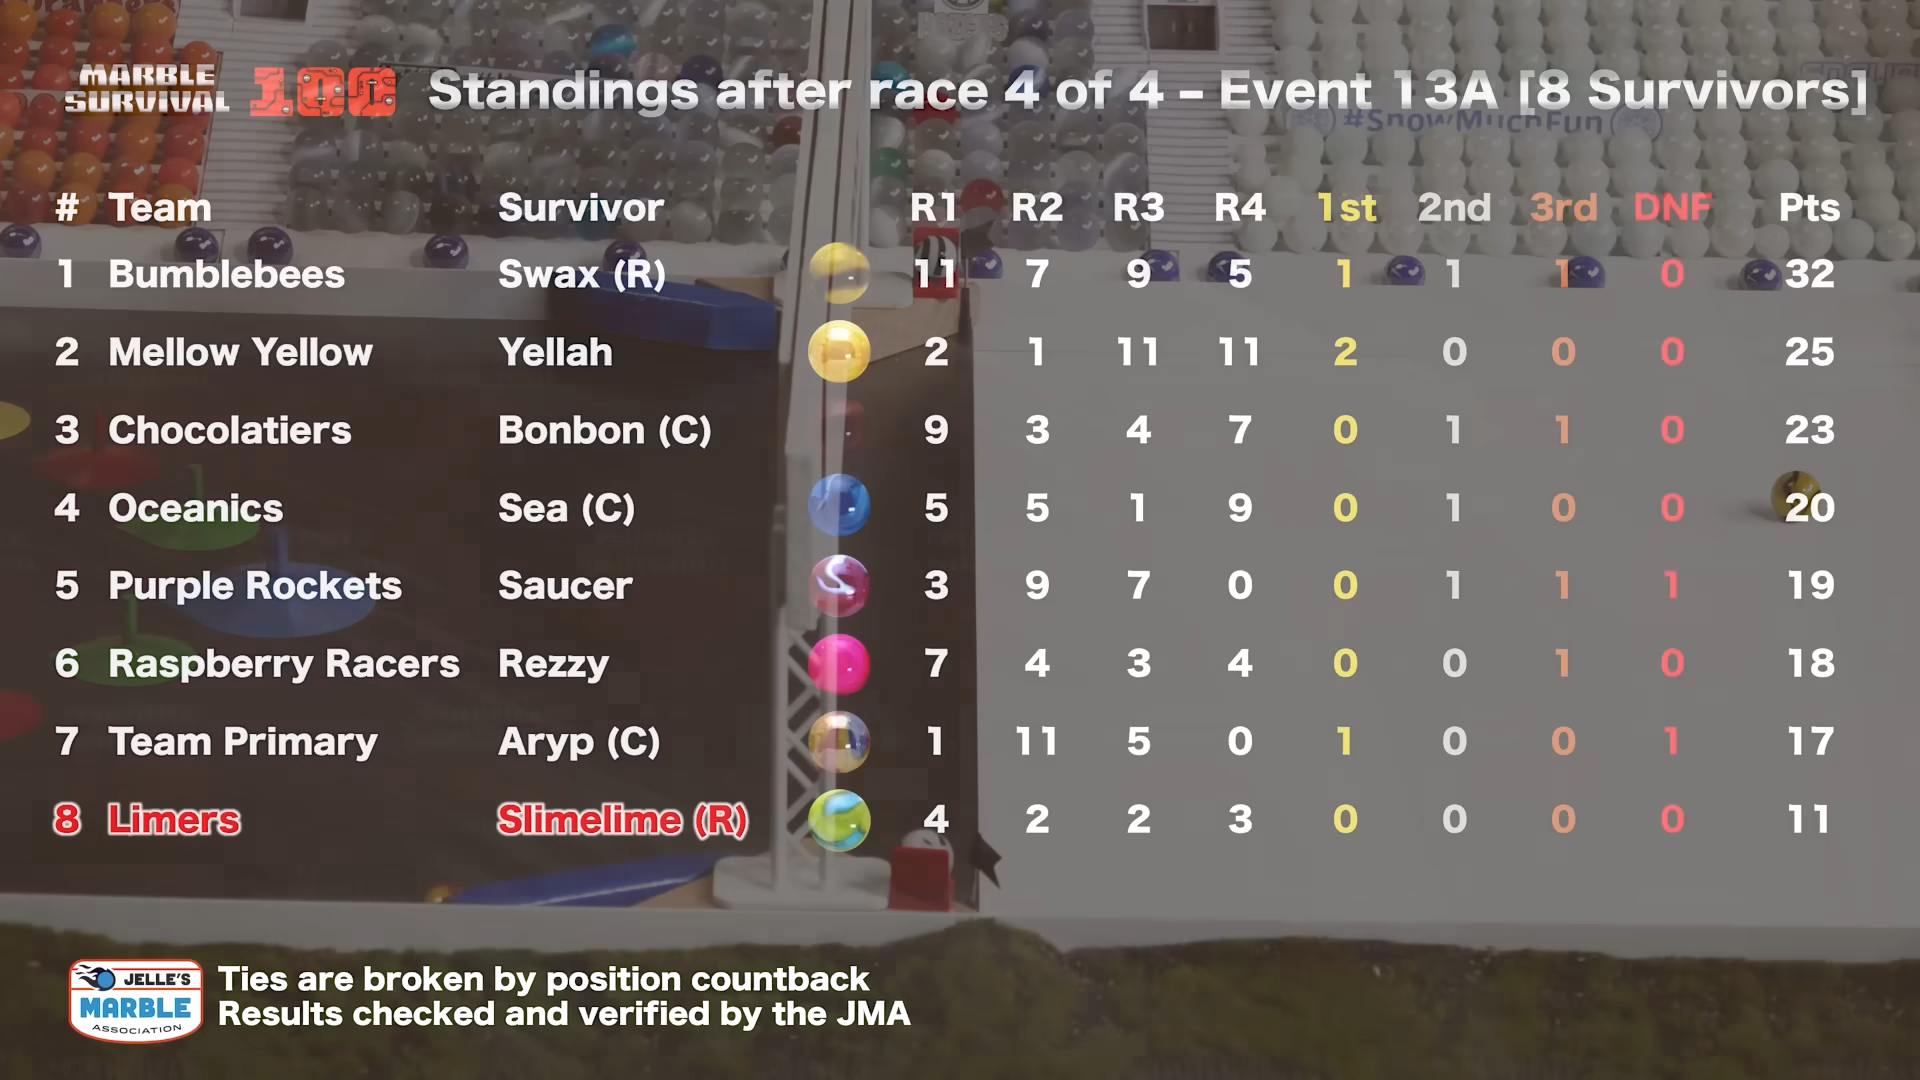 MARBLE SURVIVAL 100 Standings after race 4 of 4 – Event 13A [8 Survivors]
#SnowMuchFun
# Team Survivor R1 R2 R3 R4 1st 2nd 3rd DNF Pts
1 Bumblebees Swax (R) 11 7 9 5 1 1 1 0 32
2 Mellow Yellow Yellah 2 1 11 11 2 0 0 0 25
3 Chocolatiers Bonbon (C) 9 3 4 7 0 1 1 0 23
4 Oceanics Sea (C) 5 5 1 9 0 1 0 0 20
5 Purple Rockets Saucer 3 9 7 0 0 1 1 1 19
6 Raspberry Racers Rezzy 7 4 3 4 0 0 1 0 18
7 Team Primary Aryp (C) 1 11 5 0 1 0 0 1 17
8 Limers Slimelime (R) 4 2 2 3 0 0 0 0 11
JELLE'S MARBLE ASSOCIATION
Ties are broken by position countback
Results checked and verified by the JMA